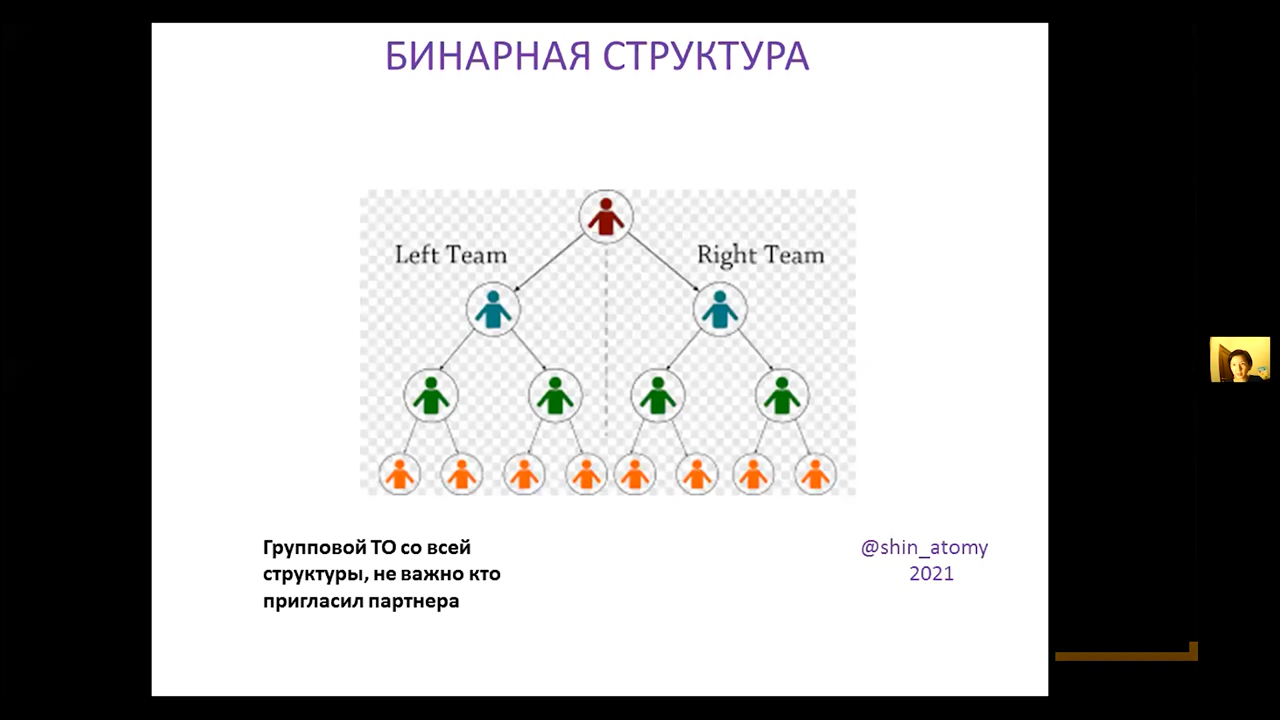 БИНАРНАЯ СТРУКТУРА
Left Team
Right Team
Групповой ТО со всей
структуры, не важно кто
пригласил партнера
@shin_atomy
2021